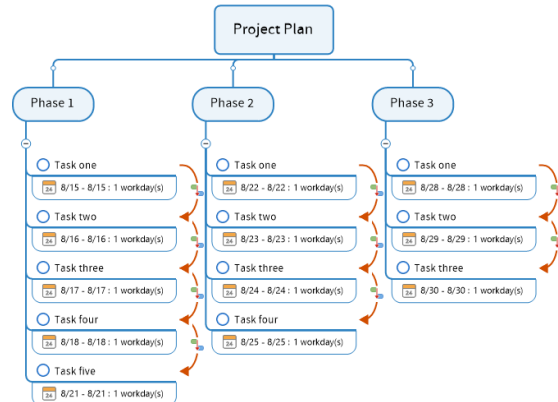 Project Plan
Phase 1
Task one
24 8/15 - 8/15 : 1 workday(s)
Task two
24 8/16 - 8/16 : 1 workday(s)
Task three
24 8/17 - 8/17 : 1 workday(s)
Task four
24 8/18 - 8/18 : 1 workday(s)
Task five
24 8/21 - 8/21 : 1 workday(s)
Phase 2
Task one
24 8/22 - 8/22 : 1 workday(s)
Task two
24 8/23 - 8/23 : 1 workday(s)
Task three
24 8/24 - 8/24 : 1 workday(s)
Task four
24 8/25 - 8/25 : 1 workday(s)
Phase 3
Task one
24 8/28 - 8/28 : 1 workday(s)
Task two
24 8/29 - 8/29 : 1 workday(s)
Task three
24 8/30 - 8/30 : 1 workday(s)